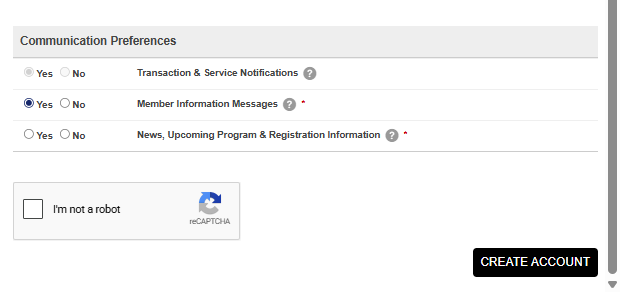 Communication Preferences
Yes No Transaction & Service Notifications ?
Yes No Member Information Messages ? *
Yes No News, Upcoming Program & Registration Information ? *
I'm not a robot
reCAPTCHA
CREATE ACCOUNT